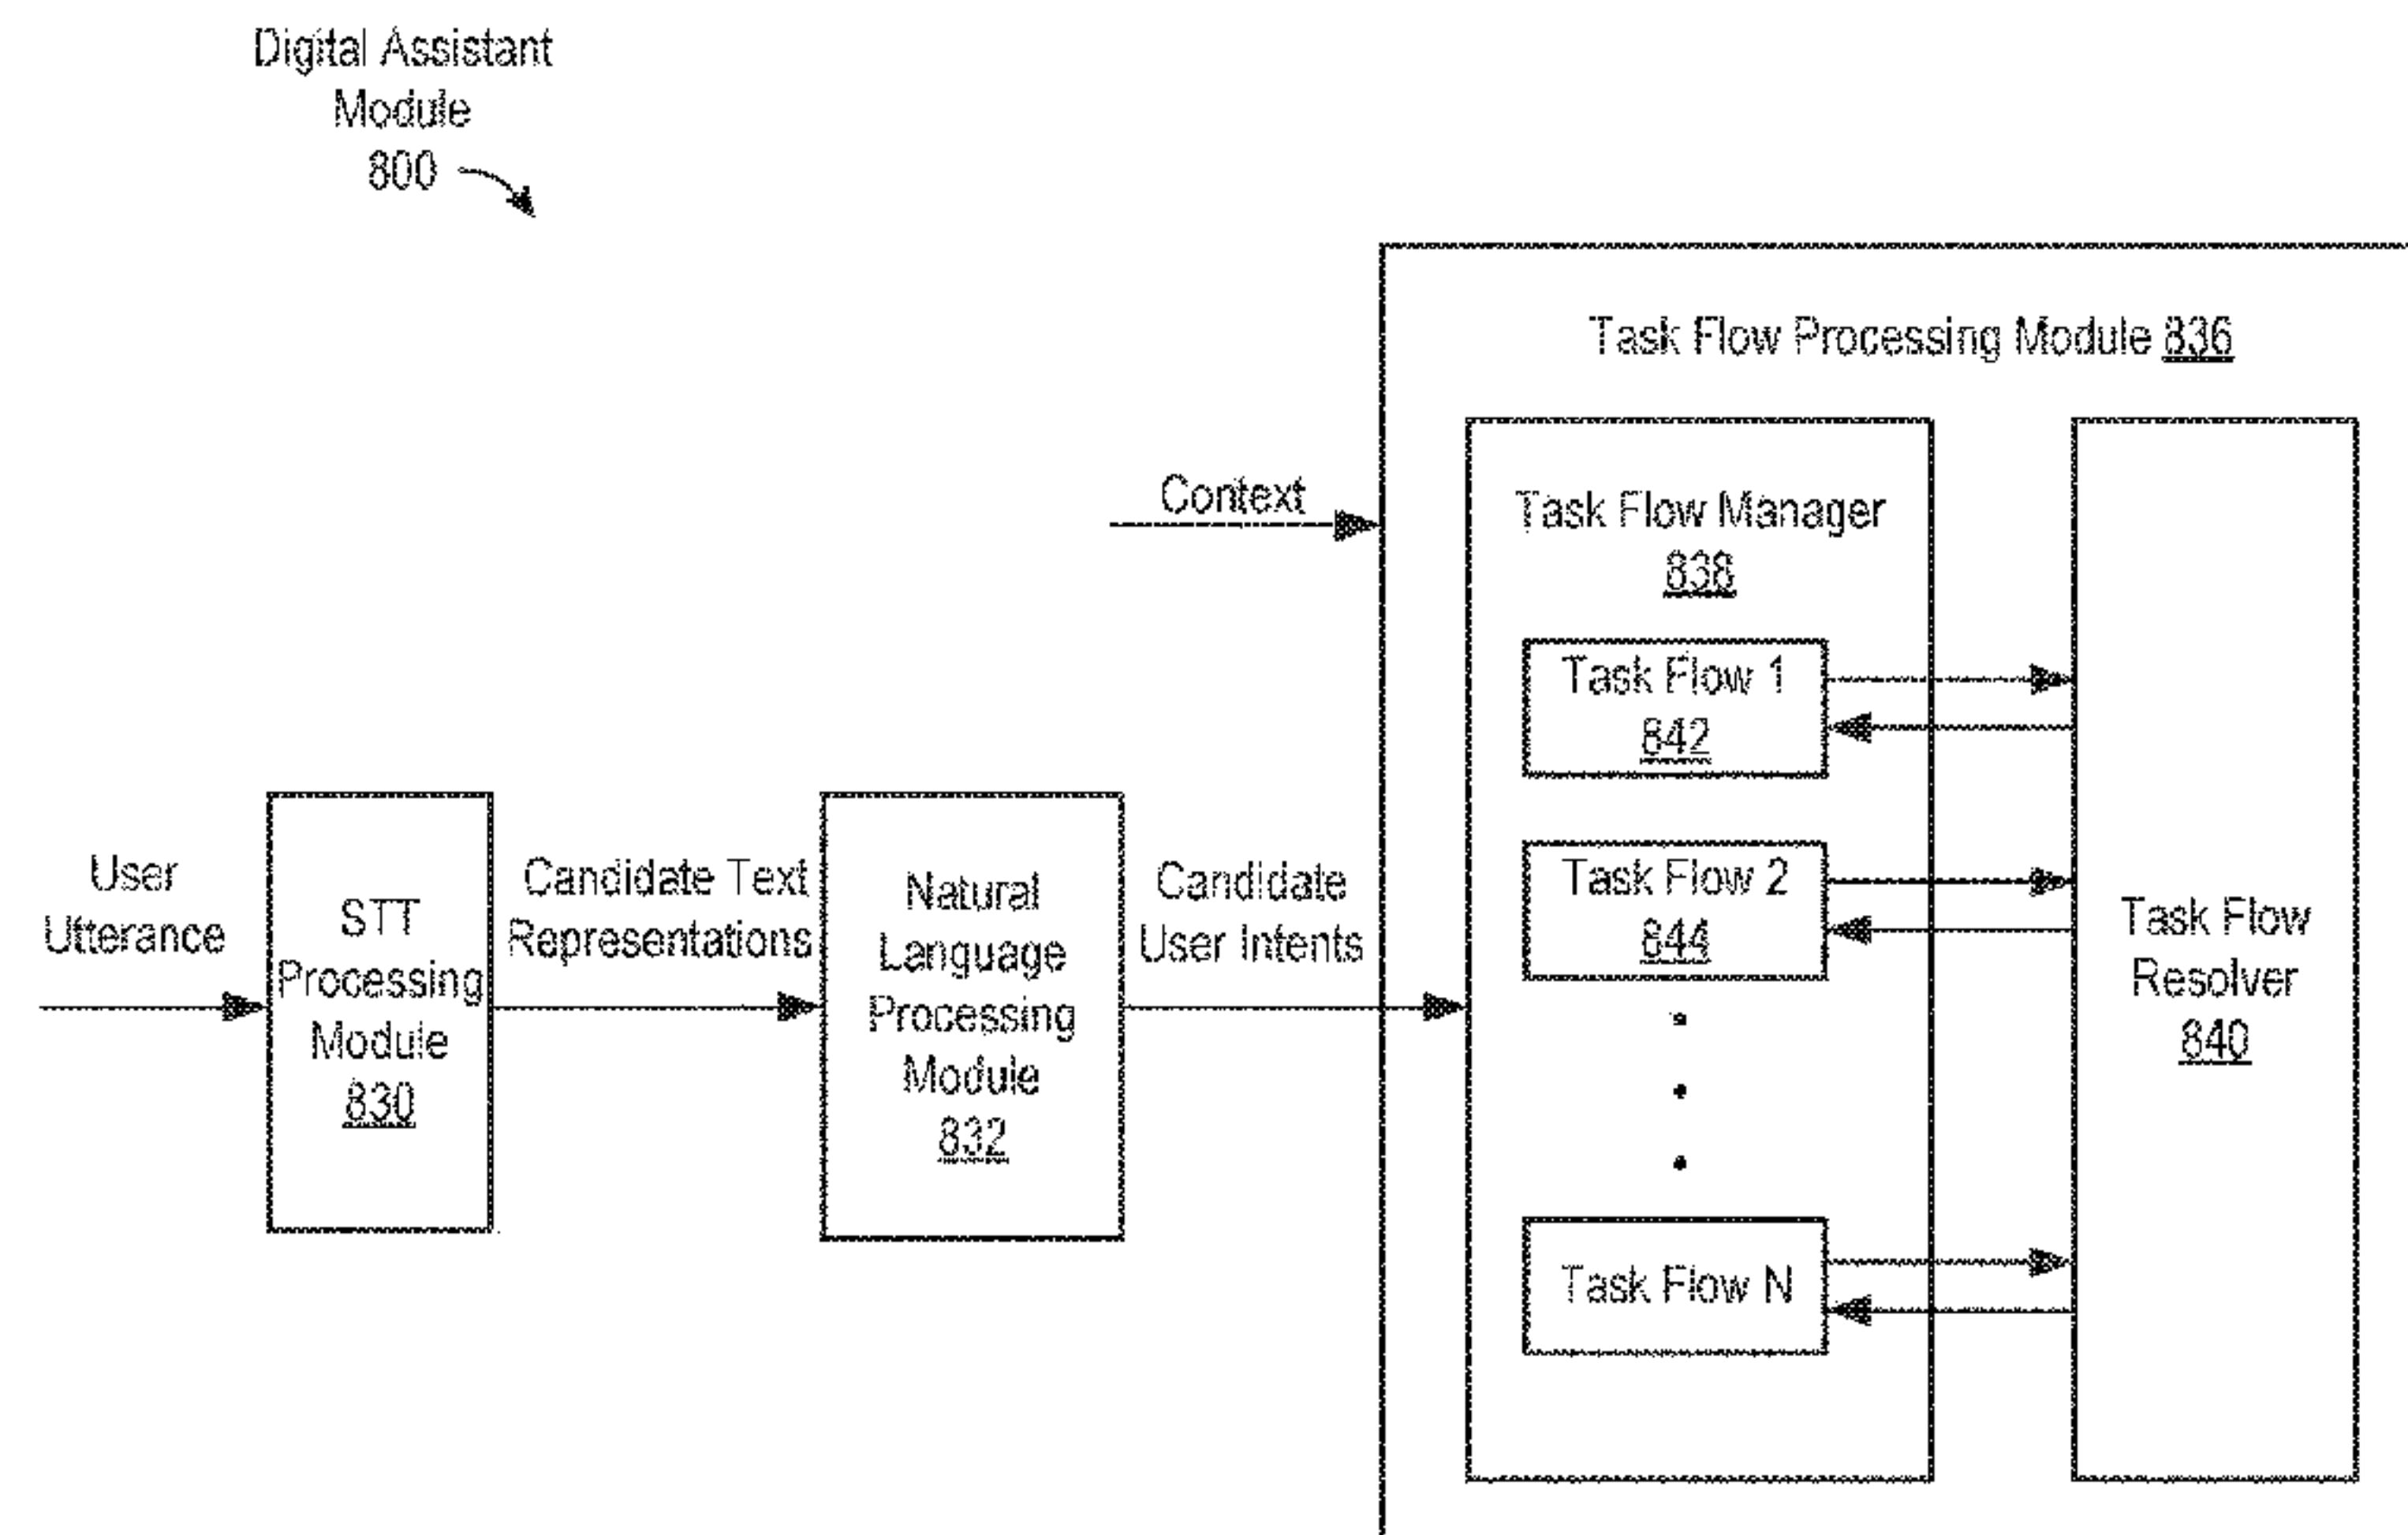 Digital Assistant
Module
800
Task Flow Processing Module 836
Context
Task Flow Manager
838
Task Flow 1
842
Task Flow 2
844
Task Flow N
Task Flow
Resolver
840
User
Utterance
STT
Processing
Module
830
Candidate Text
Representations
Natural
Language
Processing
Module
832
Candidate
User Intents